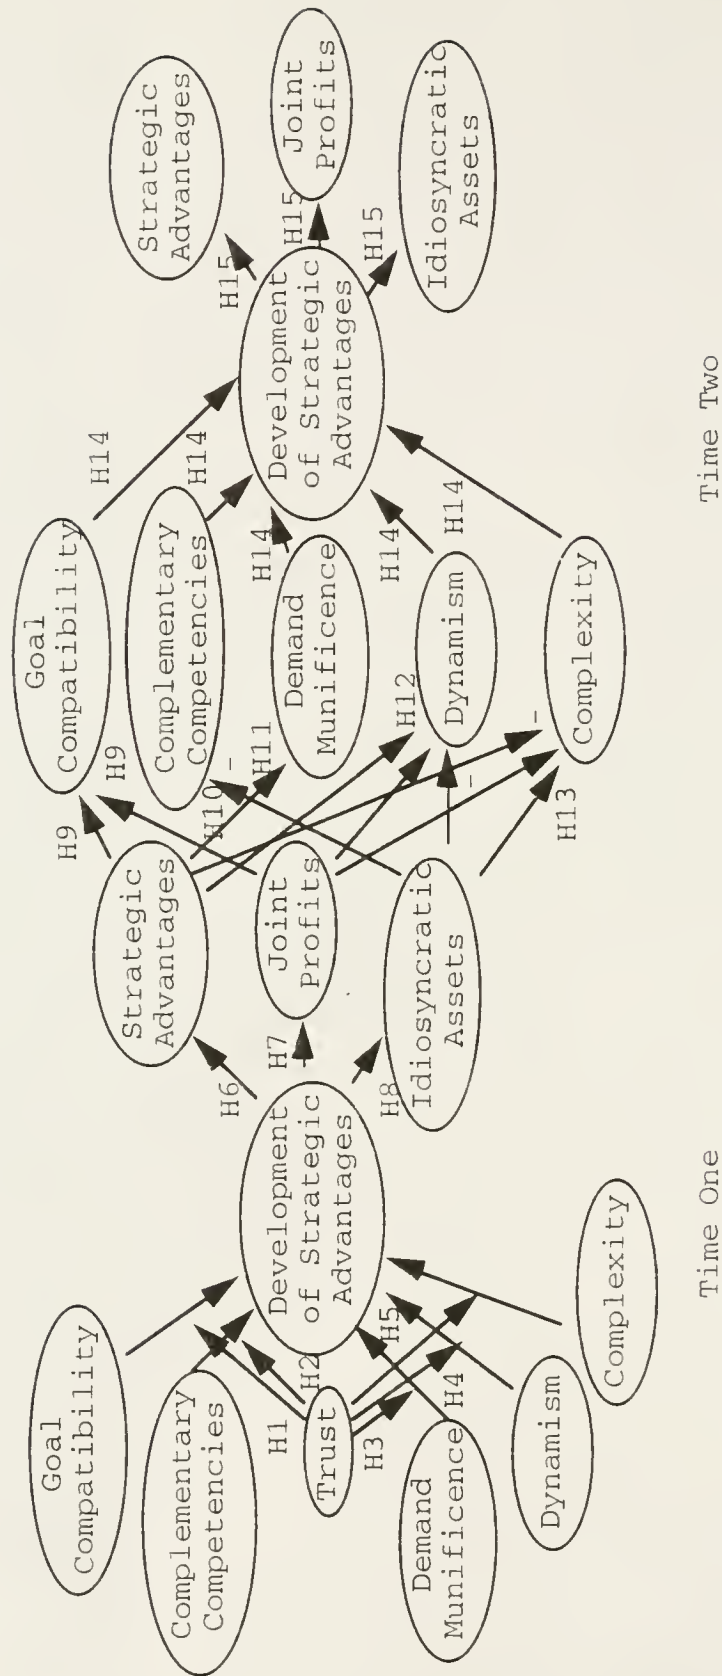 Goal
Compatibility
Complementary
Competencies
Trust
Demand
Munificence
Dynamism
Complexity
H1
H2
H3
H4
H5
Development
of Strategic
Advantages
H6
H7
H8
Strategic
Advantages
Joint
Profits
Idiosyncratic
Assets
H9
H9
H10
-
H11
H12
-
-
H13
Goal
Compatibility
Complementary
Competencies
Demand
Munificence
Dynamism
Complexity
H14
H14
H14
H14
H14
Development
of Strategic
Advantages
H15
H15
H15
Strategic
Advantages
Joint
Profits
Idiosyncratic
Assets
Time One
Time Two